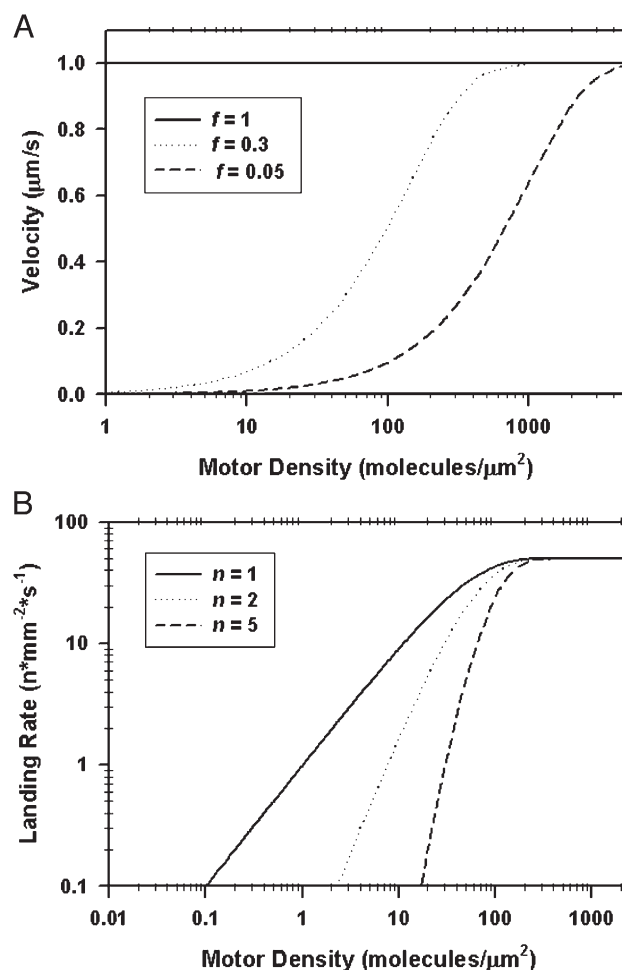 A
1.0
0.8
0.6
0.4
0.2
0.0
Velocity (μm/s)
f = 1
f = 0.3
f = 0.05
1 10 100 1000
Motor Density (molecules/μm²)
B
100
10
1
0.1
Landing Rate (n*mm⁻²*s⁻¹)
n = 1
n = 2
n = 5
0.01 0.1 1 10 100 1000
Motor Density (molecules/μm²)